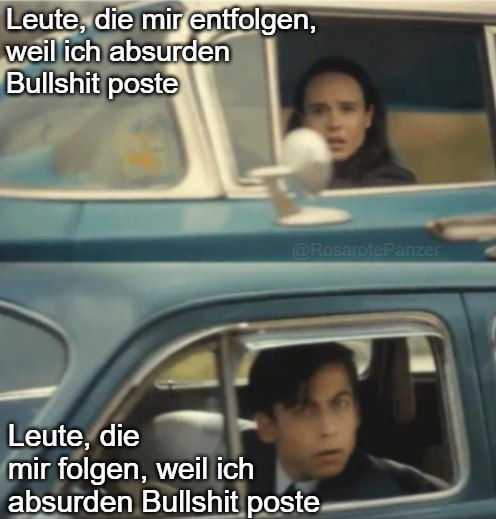 Leute, die mir entfolgen,
weil ich absurden
Bullshit poste
@RosarotePanzer
Leute, die
mir folgen, weil ich
absurden Bullshit poste